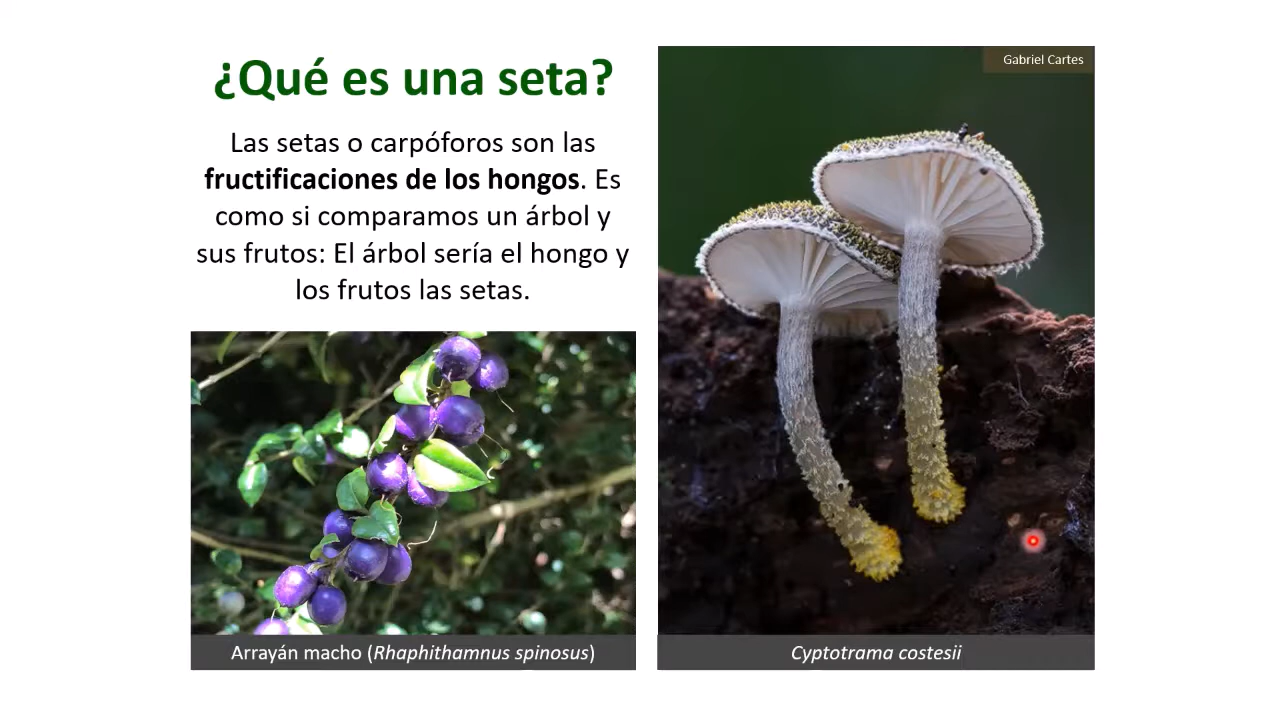 ¿Qué es una seta?
Las setas o carpóforos son las
fructificaciones de los hongos. Es
como si comparamos un árbol y
sus frutos: El árbol sería el hongo y
los frutos las setas.
Arrayán macho (Rhaphithamnus spinosus)
Gabriel Cartes
Cyptotrama costesii